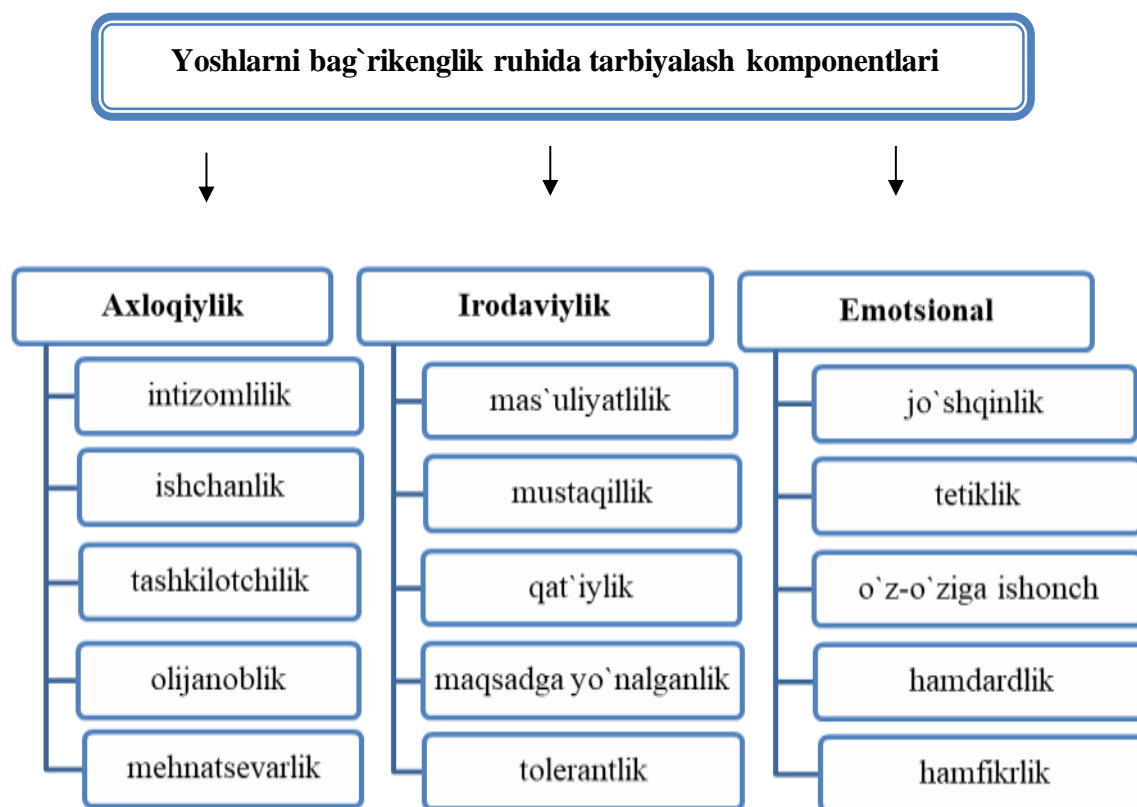 Yoshlarni bag`rikenglik ruhida tarbiyalash komponentlari
Axloqiylik
intizomlilik
ishchanlik
tashkilotchilik
olijanoblik
mehnatsevarlik
Irodaviylik
mas`uliyatlilik
mustaqillik
qat`iylik
maqsadga yo`nalganlik
tolerantlik
Emotsional
jo`shqinlik
tetiklik
o`z-o`ziga ishonch
hamdardlik
hamfikrlik